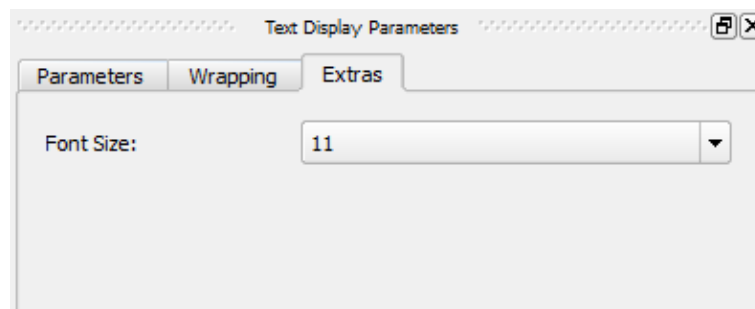 Text Display Parameters
Parameters Wrapping Extras
Font Size: 11